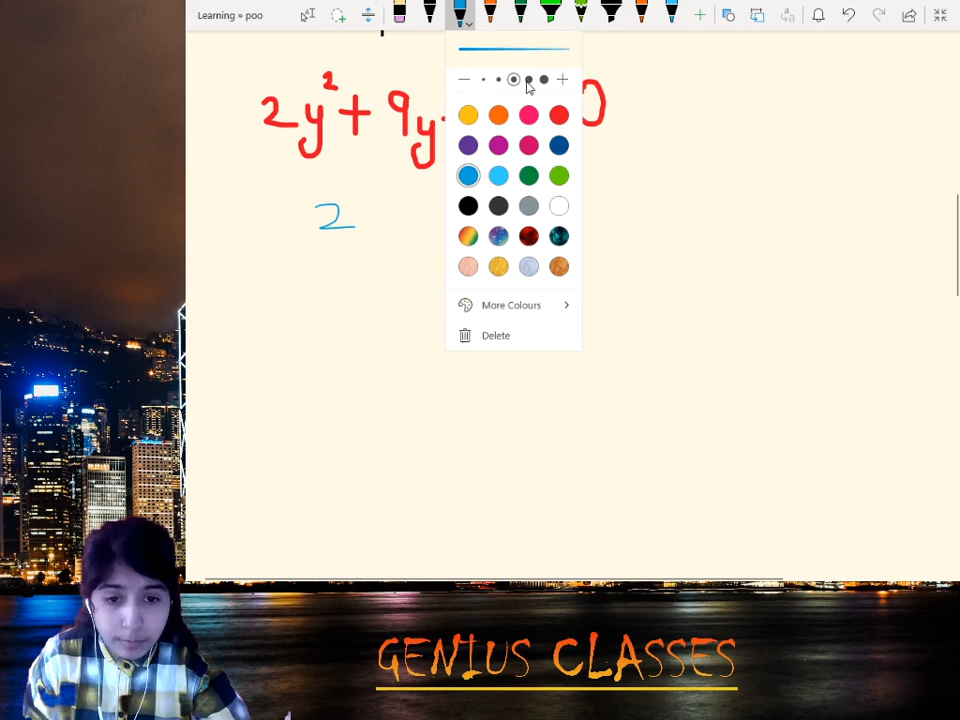 Learning » poo
2y²+ 9y 0
2
More Colours
Delete
GENIUS CLASSES